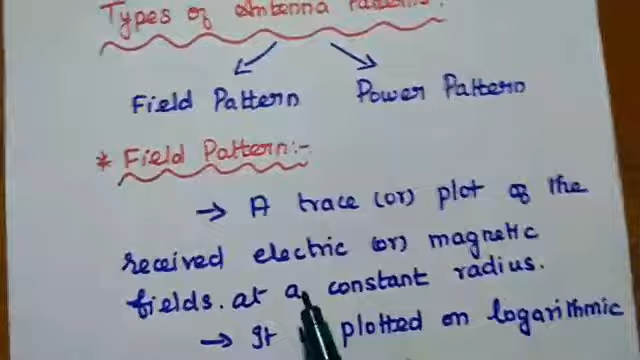 Types of Antenna Patterns:
Field Pattern Power Pattern
* Field Pattern:-
→ A trace (or) plot of the
received electric (or) magnetic
fields. at a constant radius.
→ It plotted on logarithmic